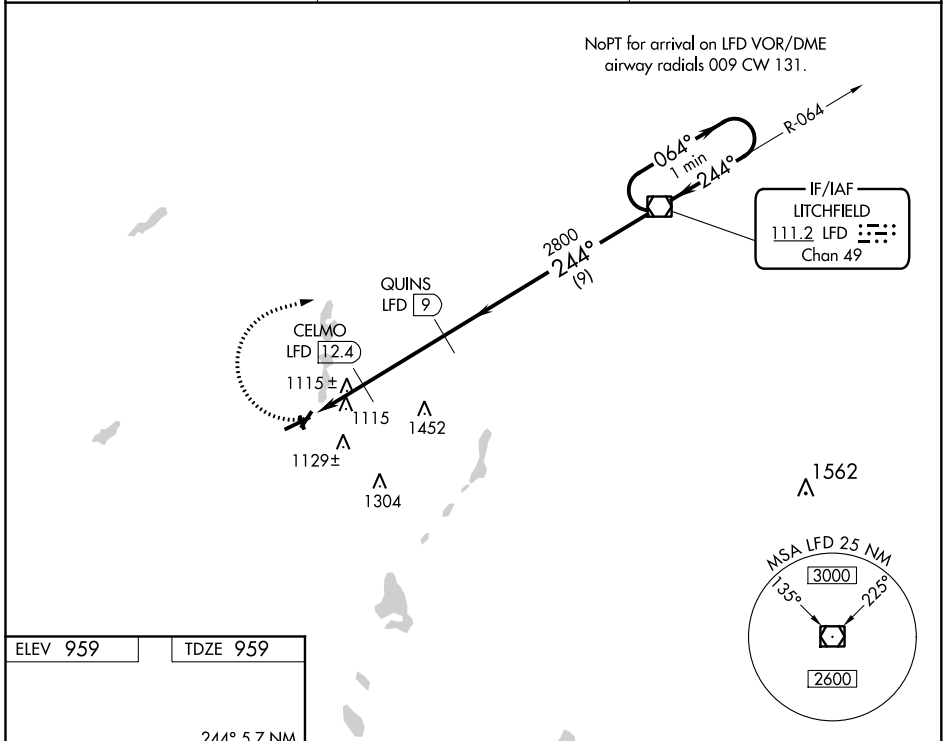 NoPT for arrival on LFD VOR/DME
airway radials 009 CW 131.
R-064
064°
1 min
244°
IF/IAF
LITCHFIELD
111.2 LFD
Chan 49
2800
244°
(9)
QUINS
LFD 9
CELMO
LFD 12.4
1115±
1115
1452
1129±
1304
1562
MSA LFD 25 NM
3000
135°
225°
2600
ELEV 959
TDZE 959
244° 5.7 NM